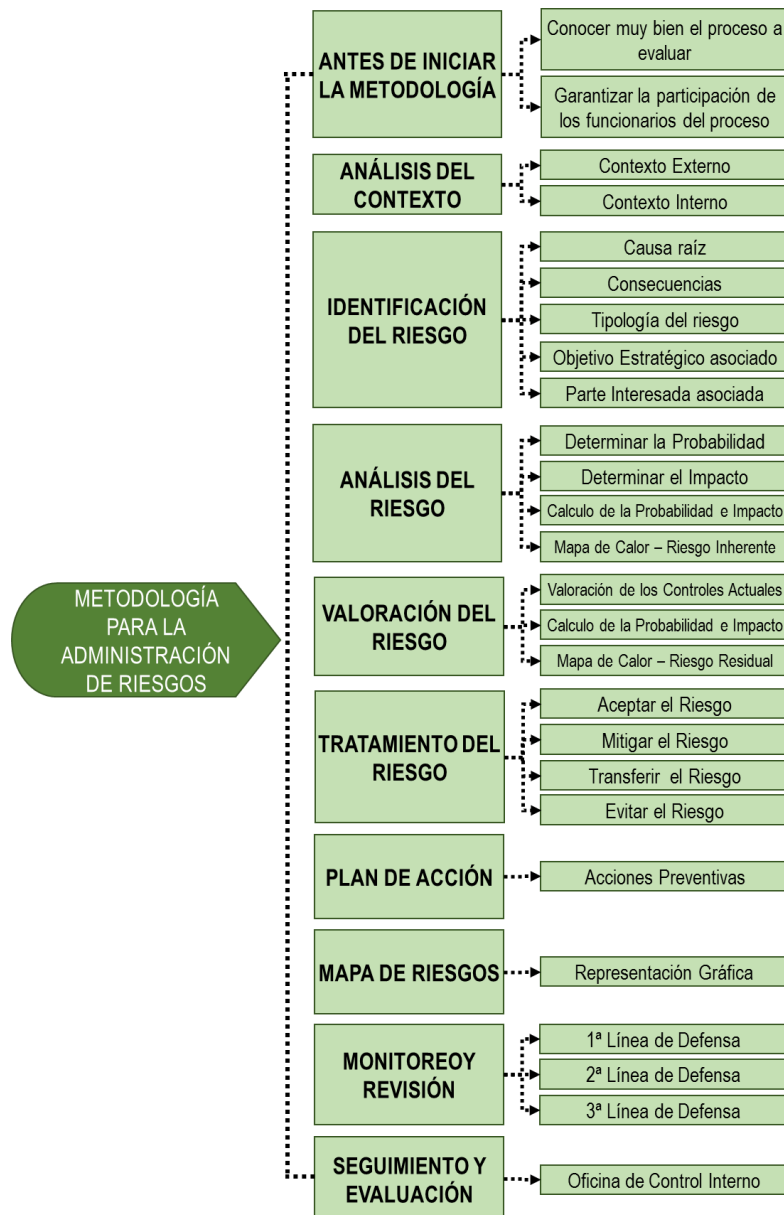 ANTES DE INICIAR
LA METODOLOGÍA
Conocer muy bien el proceso a
evaluar
Garantizar la participación de
los funcionarios del proceso
ANÁLISIS DEL
CONTEXTO
Contexto Externo
Contexto Interno
IDENTIFICACIÓN
DEL RIESGO
Causa raíz
Consecuencias
Tipología del riesgo
Objetivo Estratégico asociado
Parte Interesada asociada
ANÁLISIS DEL
RIESGO
Determinar la Probabilidad
Determinar el Impacto
Calculo de la Probabilidad e Impacto
Mapa de Calor – Riesgo Inherente
METODOLOGÍA
PARA LA
ADMINISTRACIÓN
DE RIESGOS
VALORACIÓN DEL
RIESGO
Valoración de los Controles Actuales
Calculo de la Probabilidad e Impacto
Mapa de Calor – Riesgo Residual
TRATAMIENTO DEL
RIESGO
Aceptar el Riesgo
Mitigar el Riesgo
Transferir el Riesgo
Evitar el Riesgo
PLAN DE ACCIÓN
Acciones Preventivas
MAPA DE RIESGOS
Representación Gráfica
MONITOREOY
REVISIÓN
1ª Línea de Defensa
2ª Línea de Defensa
3ª Línea de Defensa
SEGUIMIENTO Y
EVALUACIÓN
Oficina de Control Interno